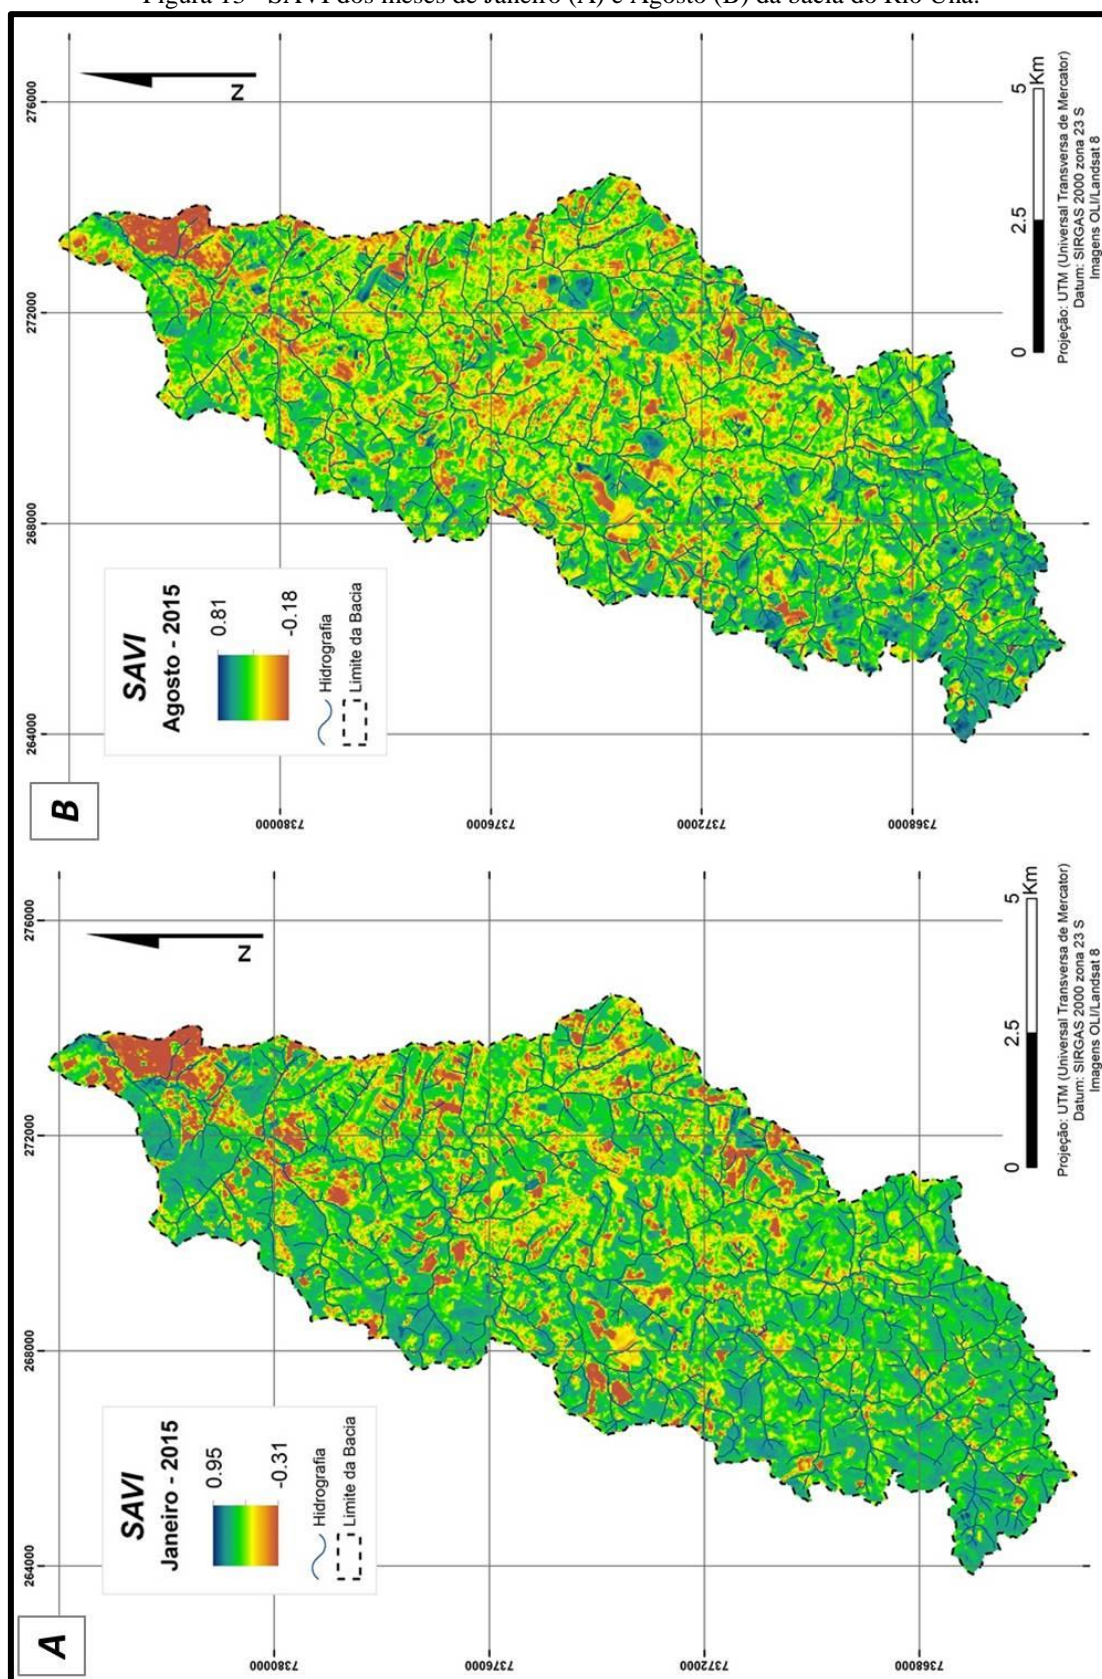 Figura - SAVI dos meses de Janeiro (A) e Agosto (B) da bacia do Rio Una.
A
264000
268000
272000
276000
7380000
7376000
7372000
7368000
SAVI
Janeiro - 2015
0.95
-0.31
Hidrografia
Limite da Bacia
N
0 2.5 5
Km
Projeção: UTM (Universal Transversa de Mercator)
Datum: SIRGAS 2000 zona 23 S
Imagens OLI/Landsat 8
B
264000
268000
272000
276000
7380000
7376000
7372000
7368000
SAVI
Agosto - 2015
0.81
-0.18
Hidrografia
Limite da Bacia
N
0 2.5 5
Km
Projeção: UTM (Universal Transversa de Mercator)
Datum: SIRGAS 2000 zona 23 S
Imagens OLI/Landsat 8